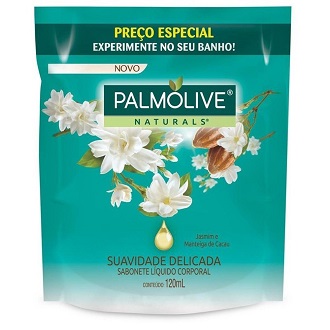 PREÇO ESPECIAL
EXPERIMENTE NO SEU BANHO!
NOVO
PALMOLIVE
NATURALS®
Jasmim e
Manteiga de Cacau
SUAVIDADE DELICADA
SABONETE LÍQUIDO CORPORAL
CONTEÚDO 120mL